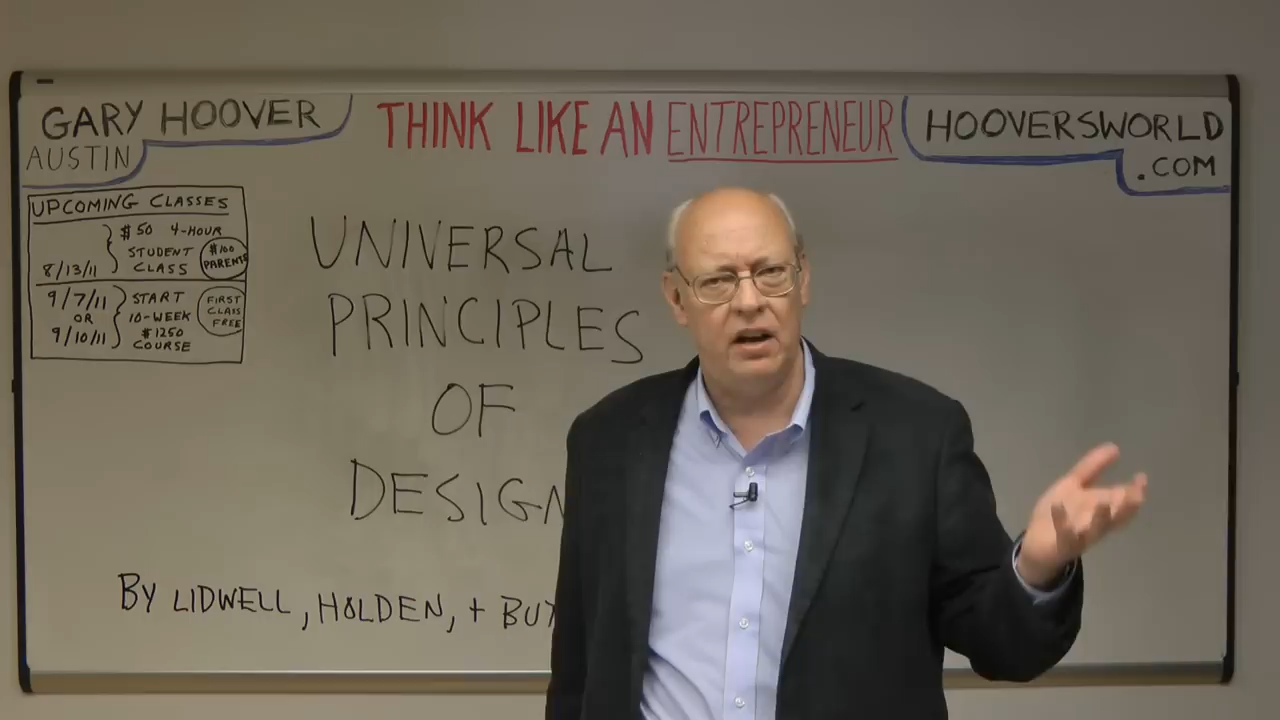 GARY HOOVER
AUSTIN
THINK LIKE AN ENTREPRENEUR
HOOVERSWORLD
.COM
UPCOMING CLASSES
8/13/11 } $50 4-HOUR
STUDENT
CLASS
$100
PARENTS
9/7/11
OR
9/10/11 } START
10-WEEK
$1250
COURSE
FIRST
CLASS
FREE
UNIVERSAL
PRINCIPLES
OF
DESIGN
BY LIDWELL, HOLDEN, +